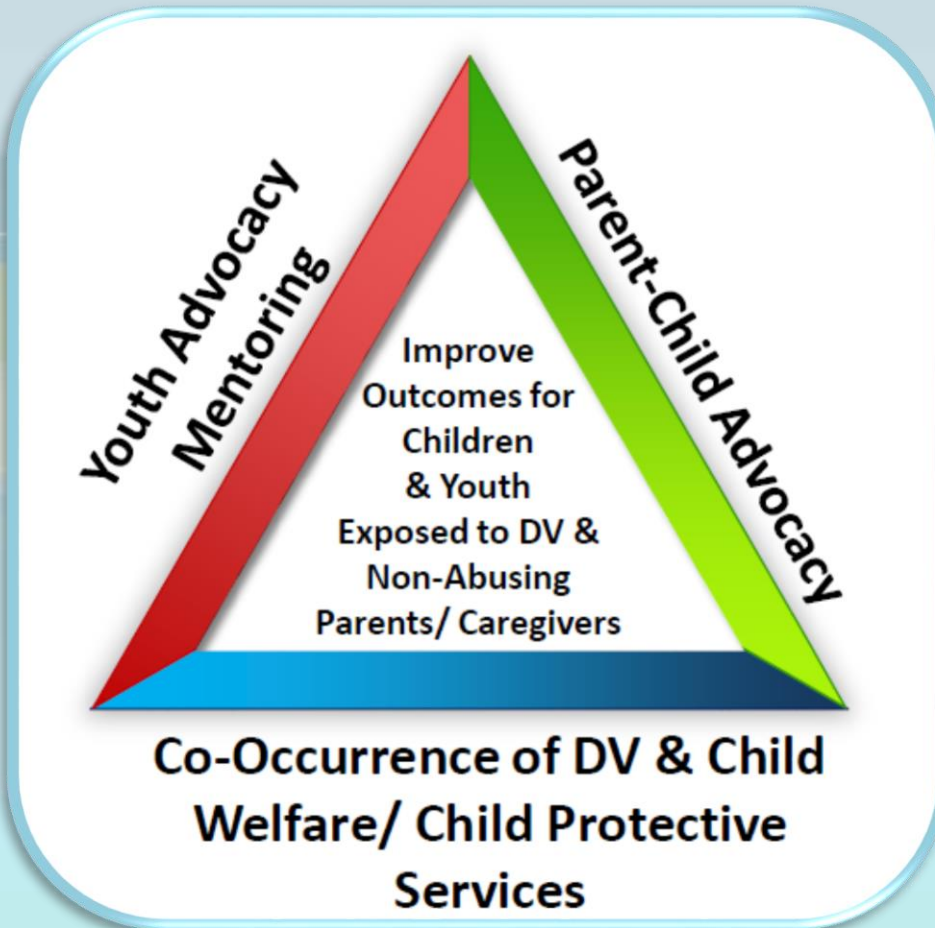 Youth Advocacy
Mentoring
Parent-Child Advocacy
Improve
Outcomes for
Children
& Youth
Exposed to DV &
Non-Abusing
Parents/ Caregivers
Co-Occurrence of DV & Child
Welfare/ Child Protective
Services